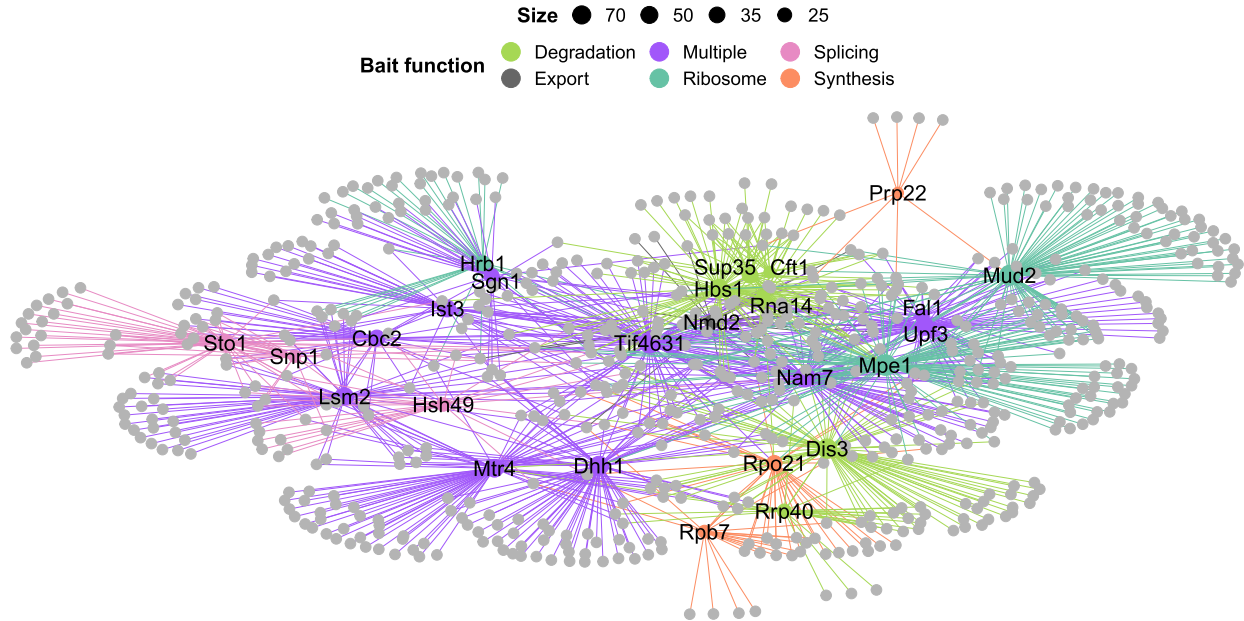 Size 70 50 35 25
Bait function
Degradation Multiple Splicing
Export Ribosome Synthesis
Prp22
Hrb1
Sup35 Cft1
Mud2
Sgn1
Hbs1
Ist3
Rna14
Fal1
Nmd2
Upf3
Sto1
Cbc2
Tif4631
Snp1
Mpe1
Nam7
Lsm2
Hsh49
Dis3
Mtr4
Dhh1
Rpo21
Rrp40
Rpb7